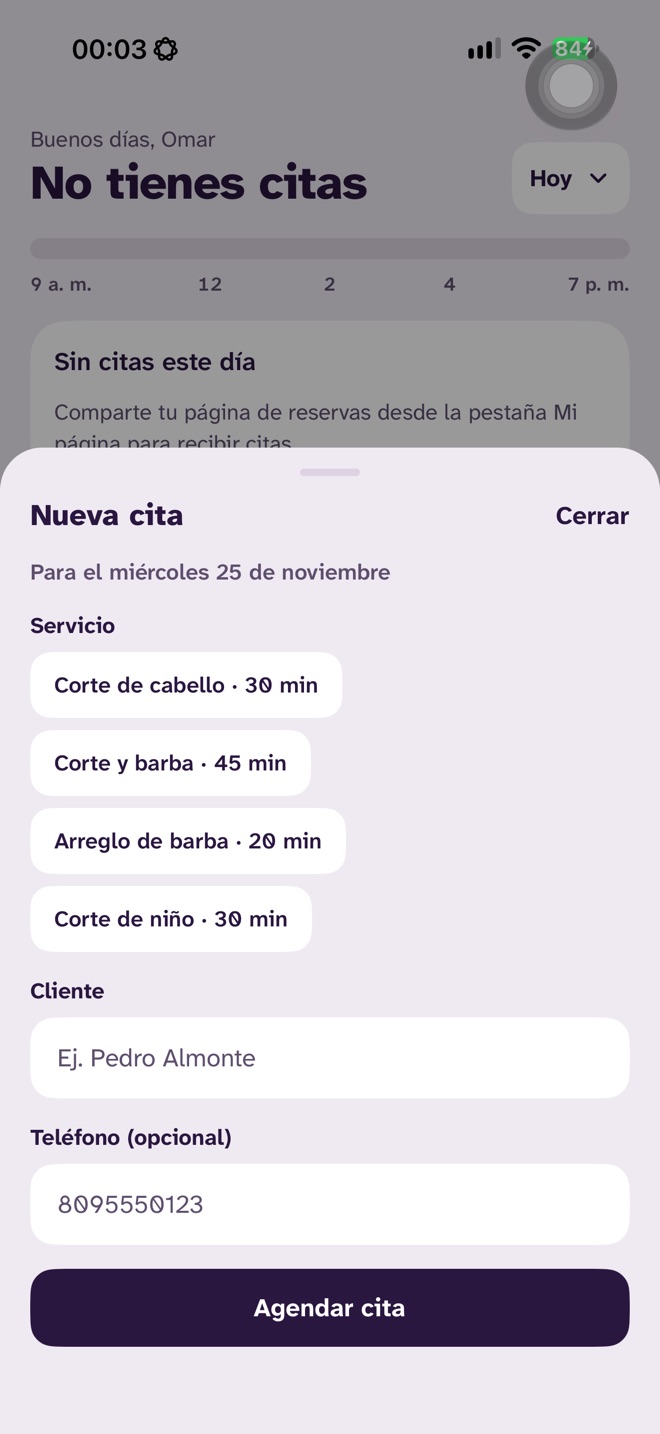 00:03
84
Buenos días, Omar
No tienes citas
Hoy
9 a. m. 12 2 4 7 p. m.
Sin citas este día
Comparte tu página de reservas desde la pestaña Mi
página para recibir citas
Nueva cita
Cerrar
Para el miércoles 25 de noviembre
Servicio
Corte de cabello · 30 min
Corte y barba · 45 min
Arreglo de barba · 20 min
Corte de niño · 30 min
Cliente
Ej. Pedro Almonte
Teléfono (opcional)
8095550123
Agendar cita